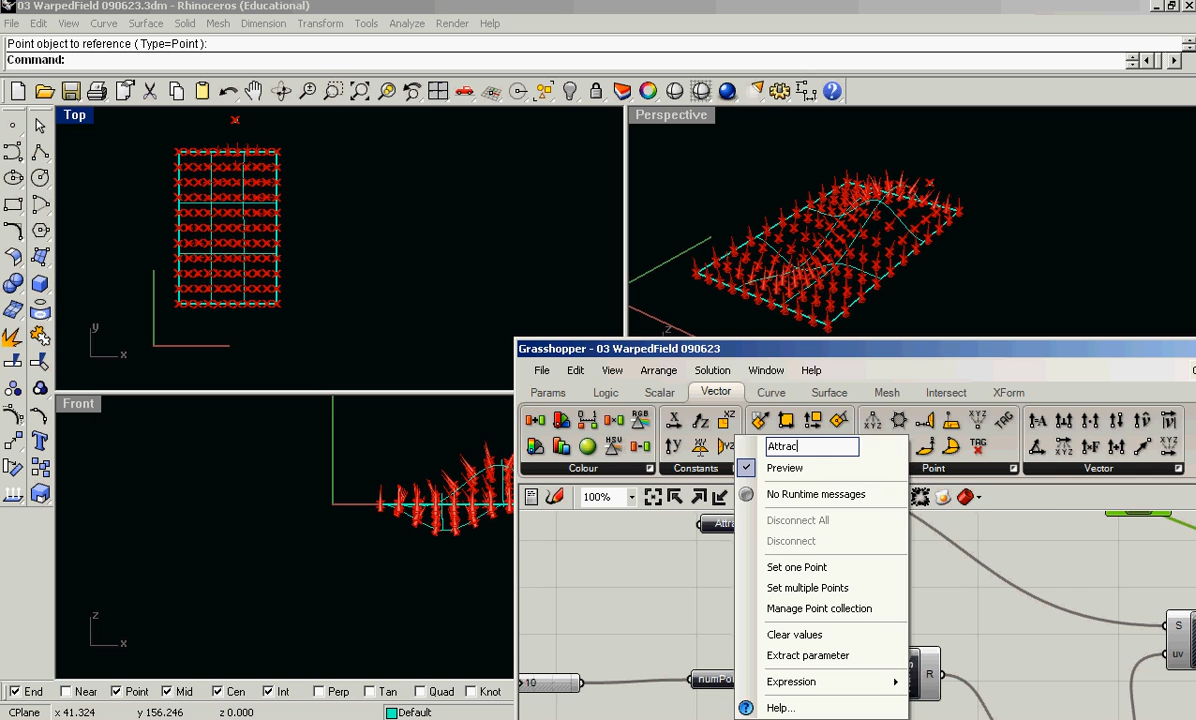 03 WarpedField 090623.3dm - Rhinoceros (Educational)
File Edit View Curve Surface Solid Mesh Dimension Transform Tools Analyze Render Help
Point object to reference ( Type=Point ):
Command:
Top
Perspective
y
x
z
Front
z
x
Grasshopper - 03 WarpedField 090623
File Edit View Arrange Solution Window Help
Params Logic Scalar Vector Curve Surface Mesh Intersect XForm
Colour Constants Point Vector
Attrac
Preview
No Runtime messages
Disconnect All
Disconnect
Set one Point
Set multiple Points
Manage Point collection
Clear values
Extract parameter
Expression
Help...
100%
Attra
10
numPoi
R
S
uv
End Near Point Mid Cen Int Perp Tan Quad Knot
CPlane x 41.324 y 156.246 z 0.000 Default